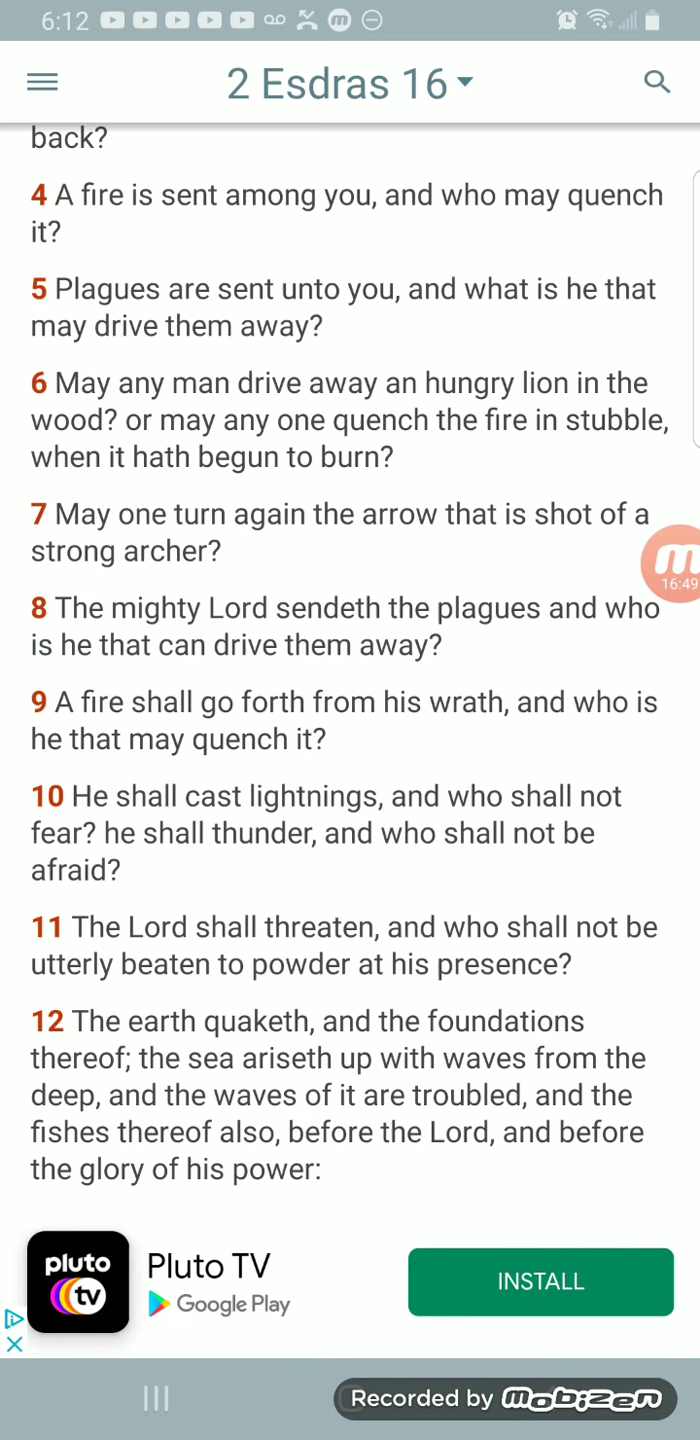 6:12
2 Esdras 16
back?
4 A fire is sent among you, and who may quench
it?
5 Plagues are sent unto you, and what is he that
may drive them away?
6 May any man drive away an hungry lion in the
wood? or may any one quench the fire in stubble,
when it hath begun to burn?
7 May one turn again the arrow that is shot of a
strong archer?
m
16:49
8 The mighty Lord sendeth the plagues and who
is he that can drive them away?
9 A fire shall go forth from his wrath, and who is
he that may quench it?
10 He shall cast lightnings, and who shall not
fear? he shall thunder, and who shall not be
afraid?
11 The Lord shall threaten, and who shall not be
utterly beaten to powder at his presence?
12 The earth quaketh, and the foundations
thereof; the sea ariseth up with waves from the
deep, and the waves of it are troubled, and the
fishes thereof also, before the Lord, and before
the glory of his power:
pluto
tv
Pluto TV
Google Play
INSTALL
Recorded by mobizen